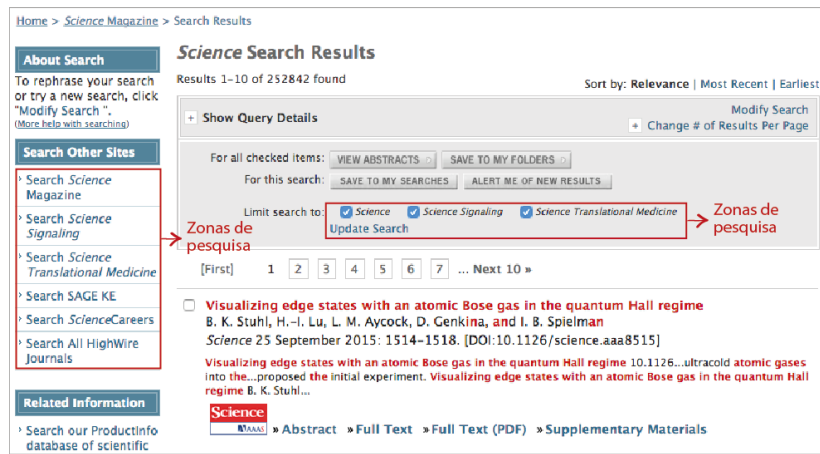 Home > Science Magazine > Search Results
About Search
To rephrase your search
or try a new search, click
"Modify Search ".
(More help with searching)
Search Other Sites
Search Science
Magazine
Search Science
Signaling
Search Science
Translational Medicine
Search SAGE KE
Search ScienceCareers
Search All HighWire
Journals
Zonas de
pesquisa
Related Information
Search our ProductInfo
database of scientific
Science Search Results
Results 1-10 of 252842 found
Sort by: Relevance | Most Recent | Earliest
+ Show Query Details
Modify Search
+ Change # of Results Per Page
For all checked items: VIEW ABSTRACTS SAVE TO MY FOLDERS
For this search: SAVE TO MY SEARCHES ALERT ME OF NEW RESULTS
Limit search to: Science Science Signaling Science Translational Medicine
Update Search
Zonas de
pesquisa
[First] 1 2 3 4 5 6 7 ... Next 10 »
Visualizing edge states with an atomic Bose gas in the quantum Hall regime
B. K. Stuhl, H.-I. Lu, L. M. Aycock, D. Genkina, and I. B. Spielman
Science 25 September 2015: 1514-1518. [DOI:10.1126/science.aaa8515]
Visualizing edge states with an atomic Bose gas in the quantum Hall regime 10.1126...ultracold atomic gases
into the...proposed the initial experiment. Visualizing edge states with an atomic Bose gas in the quantum Hall
regime B. K. Stuhl...
Science
AAAS
» Abstract » Full Text » Full Text (PDF) » Supplementary Materials